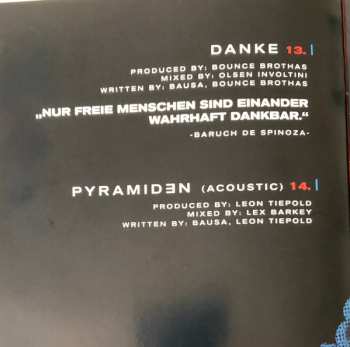 DANKE 13. |
PRODUCED BY: BOUNCE BROTHAS
MIXED BY: OLSEN INVOLTINI
WRITTEN BY: BAUSA, BOUNCE BROTHAS
„NUR FREIE MENSCHEN SIND EINANDER
WAHRHAFT DANKBAR.“
-BARUCH DE SPINOZA-
PYRAMIDƎN (ACOUSTIC) 14. |
PRODUCED BY: LEON TIEPOLD
MIXED BY: LEX BARKEY
WRITTEN BY: BAUSA, LEON TIEPOLD